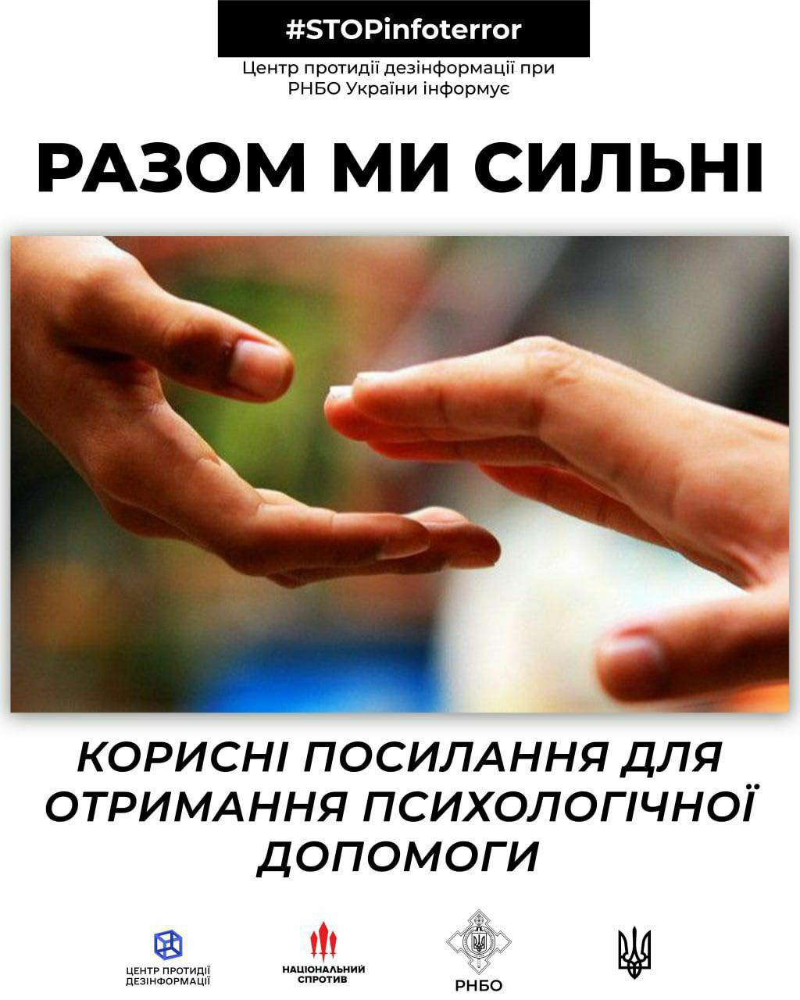 #STOPinfoterror
Центр протидії дезінформації при
РНБО України інформує
РАЗОМ МИ СИЛЬНІ
КОРИСНІ ПОСИЛАННЯ ДЛЯ
ОТРИМАННЯ ПСИХОЛОГІЧНОЇ
ДОПОМОГИ
ЦЕНТР ПРОТИДІЇ
ДЕЗІНФОРМАЦІЇ
НАЦІОНАЛЬНИЙ
СПРОТИВ
РНБО